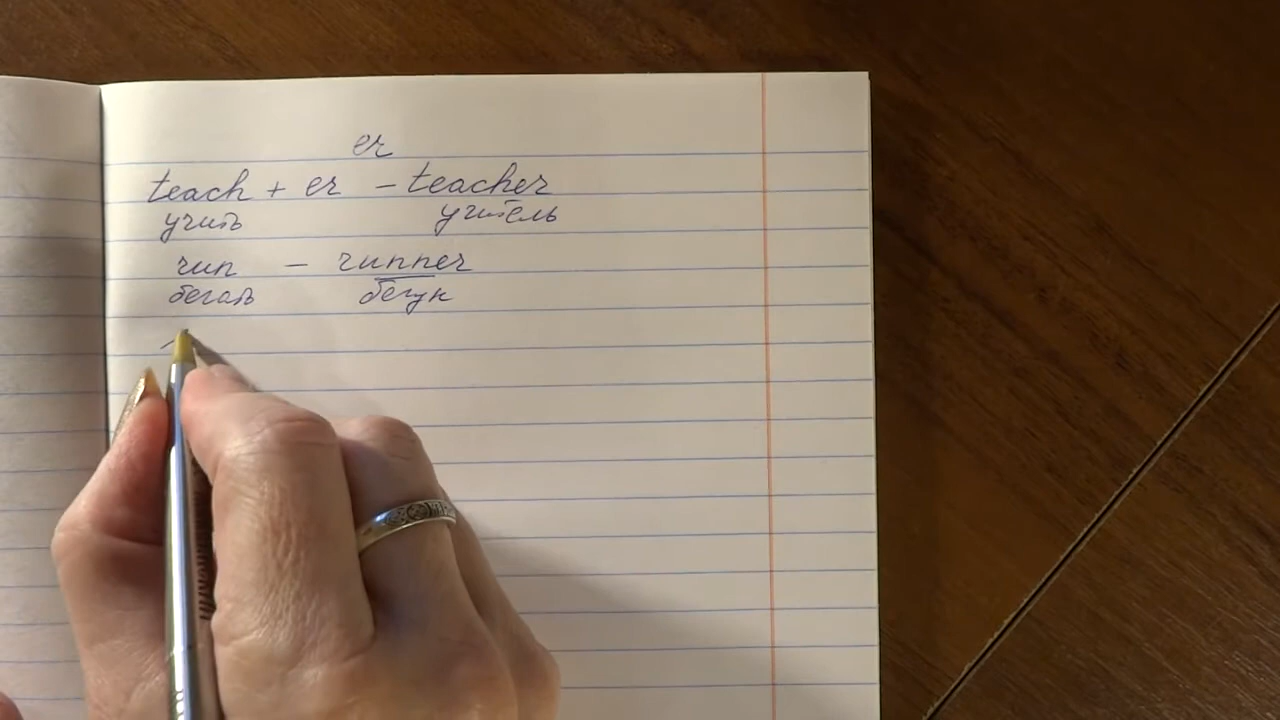 er
teach + er - teacher
учить учитель
run - runner
бегать бегун